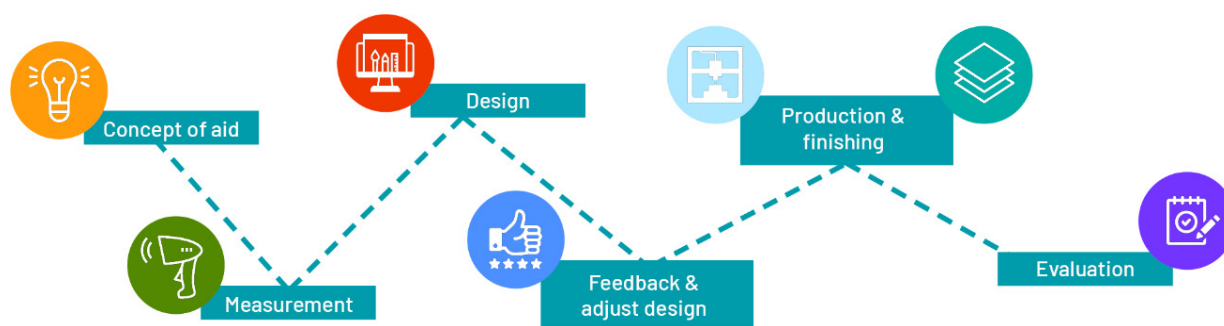 Concept of aid
Measurement
Design
Feedback &
adjust design
Production &
finishing
Evaluation